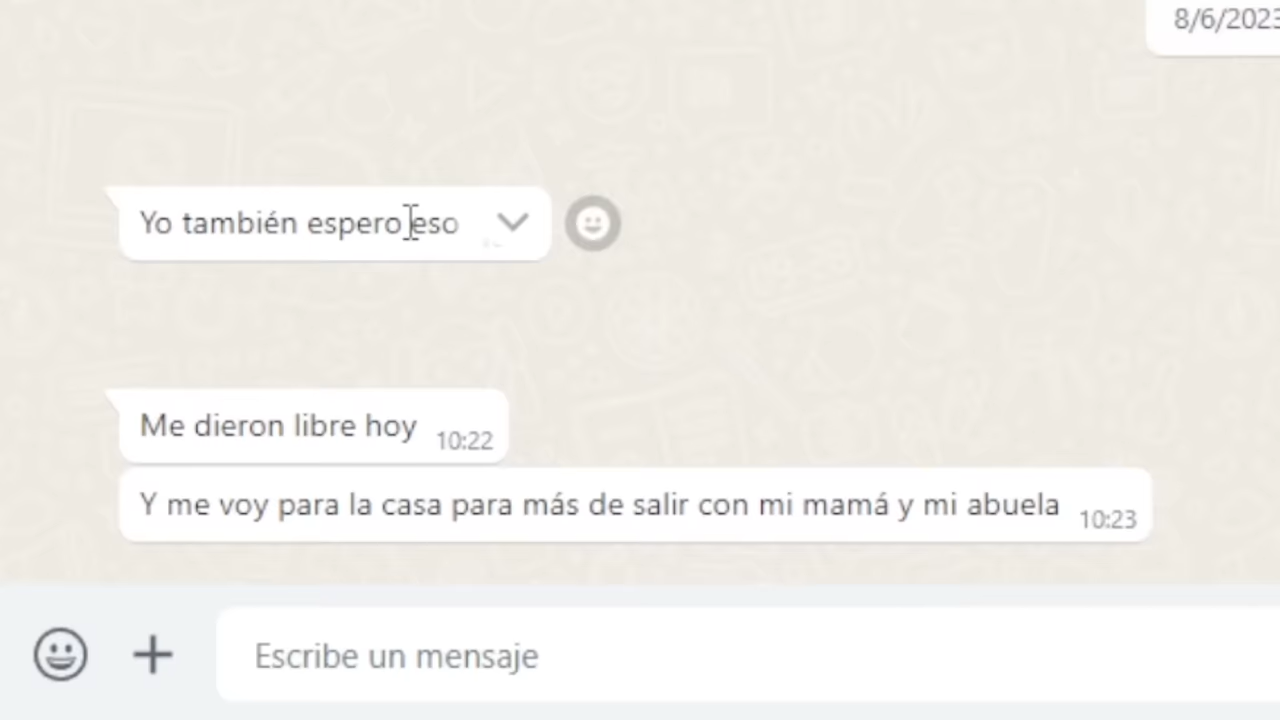 8/6/2023
Yo también espero eso
Me dieron libre hoy 10:22
Y me voy para la casa para más de salir con mi mamá y mi abuela 10:23
Escribe un mensaje